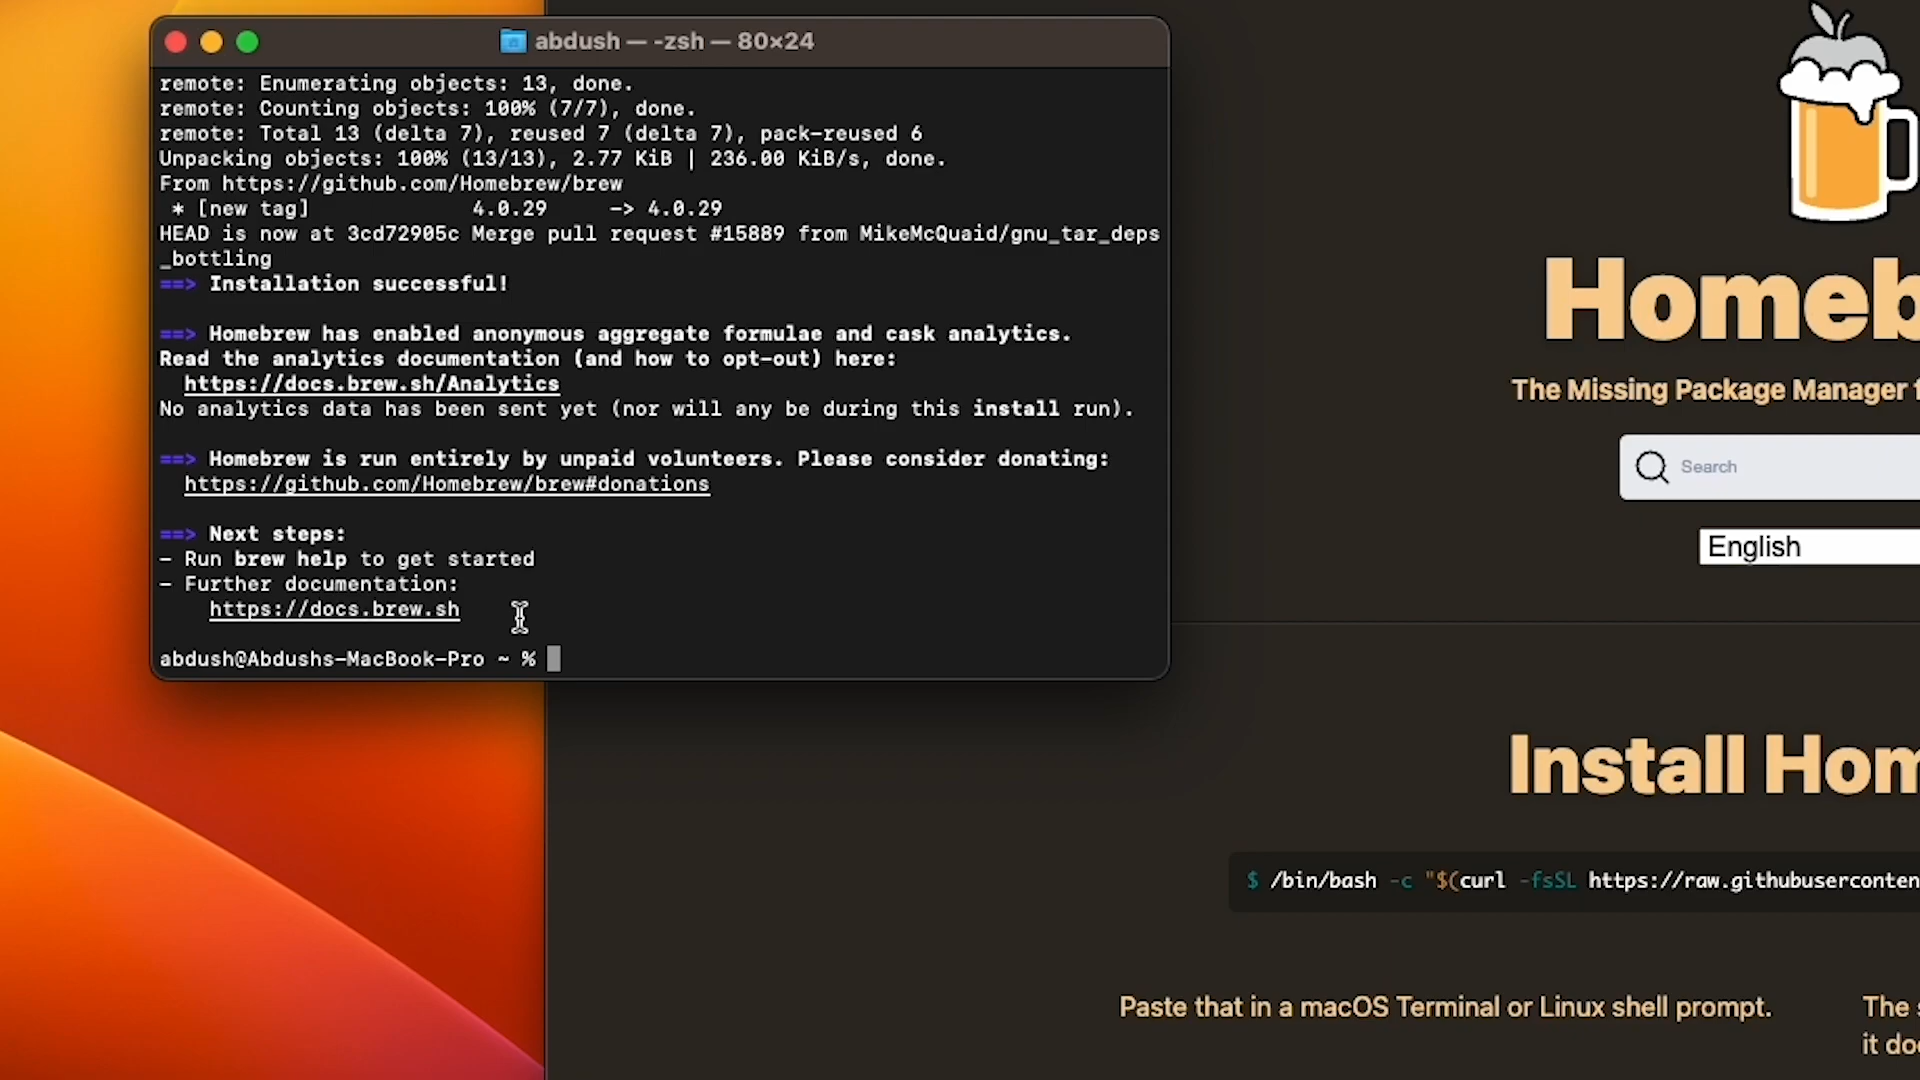 abdush — -zsh — 80×24
remote: Enumerating objects: 13, done.
remote: Counting objects: 100% (7/7), done.
remote: Total 13 (delta 7), reused 7 (delta 7), pack-reused 6
Unpacking objects: 100% (13/13), 2.77 KiB | 236.00 KiB/s, done.
From https://github.com/Homebrew/brew
 * [new tag]             4.0.29     -> 4.0.29
HEAD is now at 3cd72905c Merge pull request #15889 from MikeMcQuaid/gnu_tar_deps
_bottling
==> Installation successful!
==> Homebrew has enabled anonymous aggregate formulae and cask analytics.
Read the analytics documentation (and how to opt-out) here:
  https://docs.brew.sh/Analytics
No analytics data has been sent yet (nor will any be during this install run).
==> Homebrew is run entirely by unpaid volunteers. Please consider donating:
  https://github.com/Homebrew/brew#donations
==> Next steps:
- Run brew help to get started
- Further documentation:
    https://docs.brew.sh
abdush@Abdushs-MacBook-Pro ~ %
Homeb
The Missing Package Manager f
Search
English
Install Hom
$ /bin/bash -c "$(curl -fsSL https://raw.githubuserconten
Paste that in a macOS Terminal or Linux shell prompt.
The s
it doe